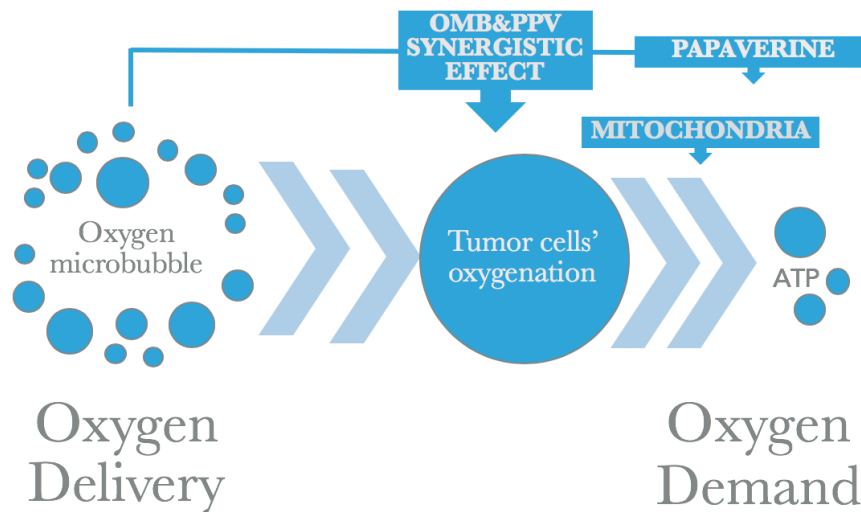 OMB&PPV
SYNERGISTIC
EFFECT
PAPAVERINE
MITOCHONDRIA
Oxygen
microbubble
Tumor cells’
oxygenation
ATP
Oxygen
Delivery
Oxygen
Demand